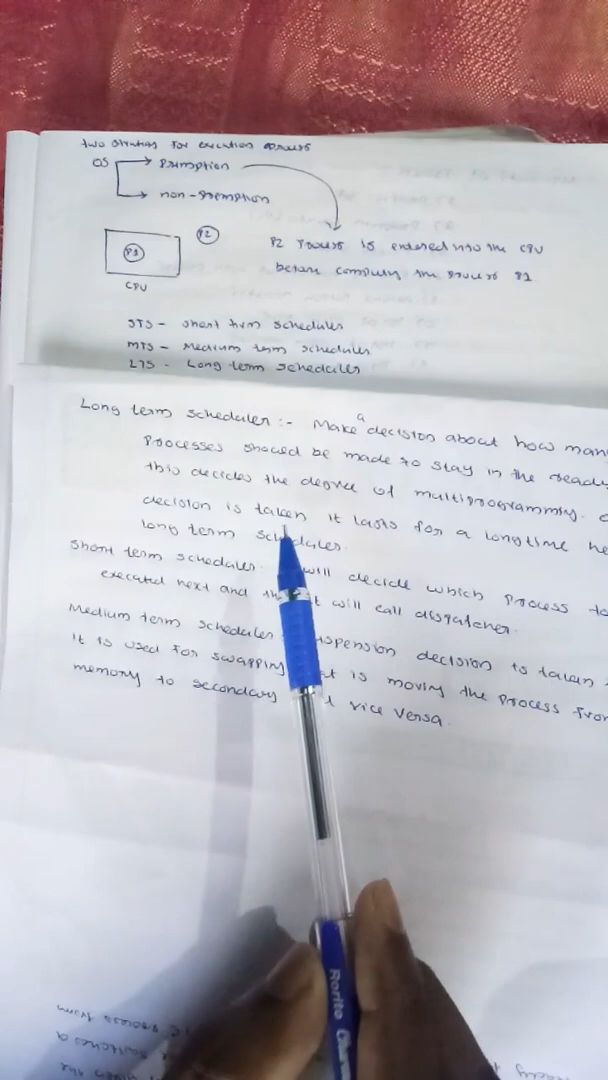 two straties for execution process
OS → premption
→ non-premption
P2
P1
CPU
P2 Process is entered into the CPU
before completing the process P1
STS - Short term scheduler
MTS - Medium term scheduler
LTS - Long term scheduler
Long term scheduler :- Make a decision about how man
Processes should be made to stay in the ready
this decides the degree of multiprogramming.
decision is taken it lasts for a longtime he
long term scheduler.
Short term scheduler will decide which process to
executed next and it will call dispatcher.
Medium term scheduler decision is taken
it is used for swapping is moving the process from
memory to secondary vice versa.
Rorito